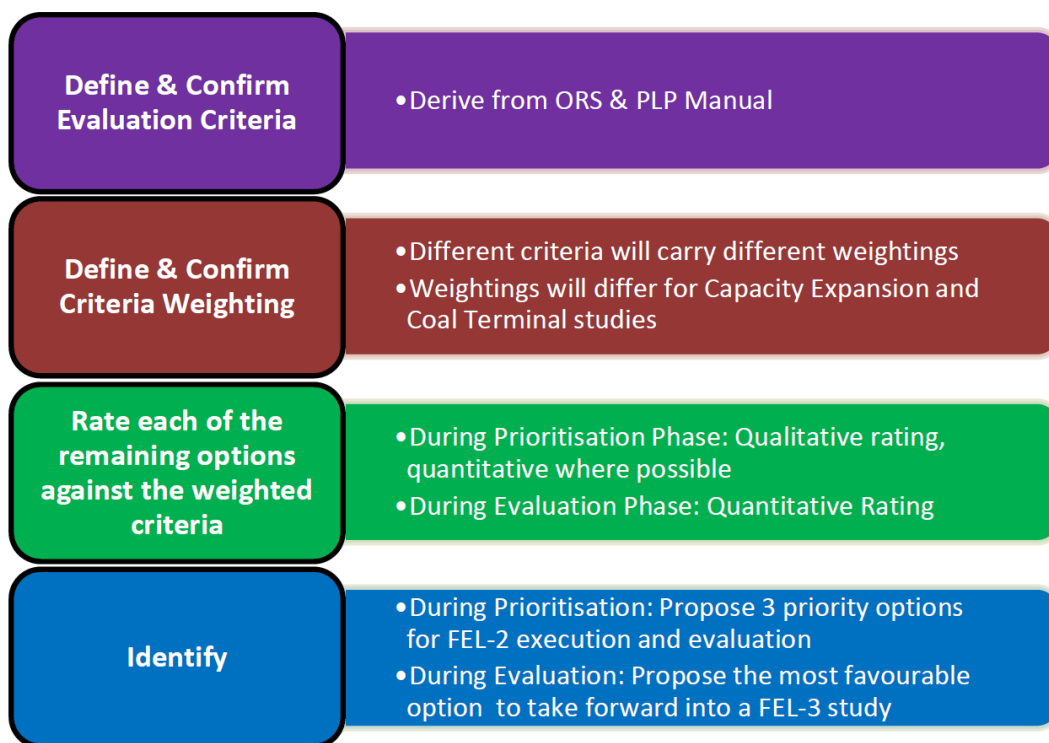 Define & Confirm
Evaluation Criteria
•Derive from ORS & PLP Manual
Define & Confirm
Criteria Weighting
•Different criteria will carry different weightings
•Weightings will differ for Capacity Expansion and
Coal Terminal studies
Rate each of the
remaining options
against the weighted
criteria
•During Prioritisation Phase: Qualitative rating,
quantitative where possible
•During Evaluation Phase: Quantitative Rating
Identify
•During Prioritisation: Propose 3 priority options
for FEL-2 execution and evaluation
•During Evaluation: Propose the most favourable
option  to take forward into a FEL-3 study